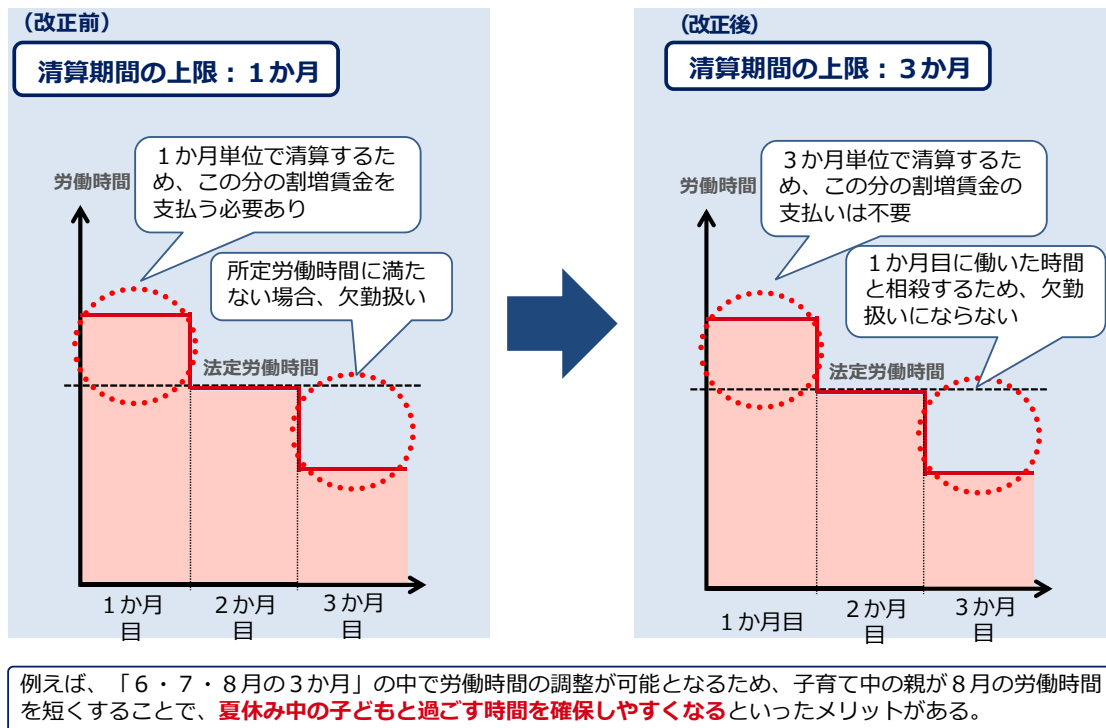 （改正前）
清算期間の上限：１か月
１か月単位で清算するた
め、この分の割増賃金を
支払う必要あり
労働時間
所定労働時間に満た
ない場合、欠勤扱い
法定労働時間
１か月
目
２か月
目
３か月
目
（改正後）
清算期間の上限：３か月
３か月単位で清算するた
め、この分の割増賃金の
支払いは不要
労働時間
１か月目に働いた時間
と相殺するため、欠勤
扱いにならない
法定労働時間
１か月目
２か月
目
３か月
目
例えば、「６・７・８月の３か月」の中で労働時間の調整が可能となるため、子育て中の親が８月の労働時間
を短くすることで、夏休み中の子どもと過ごす時間を確保しやすくなるといったメリットがある。